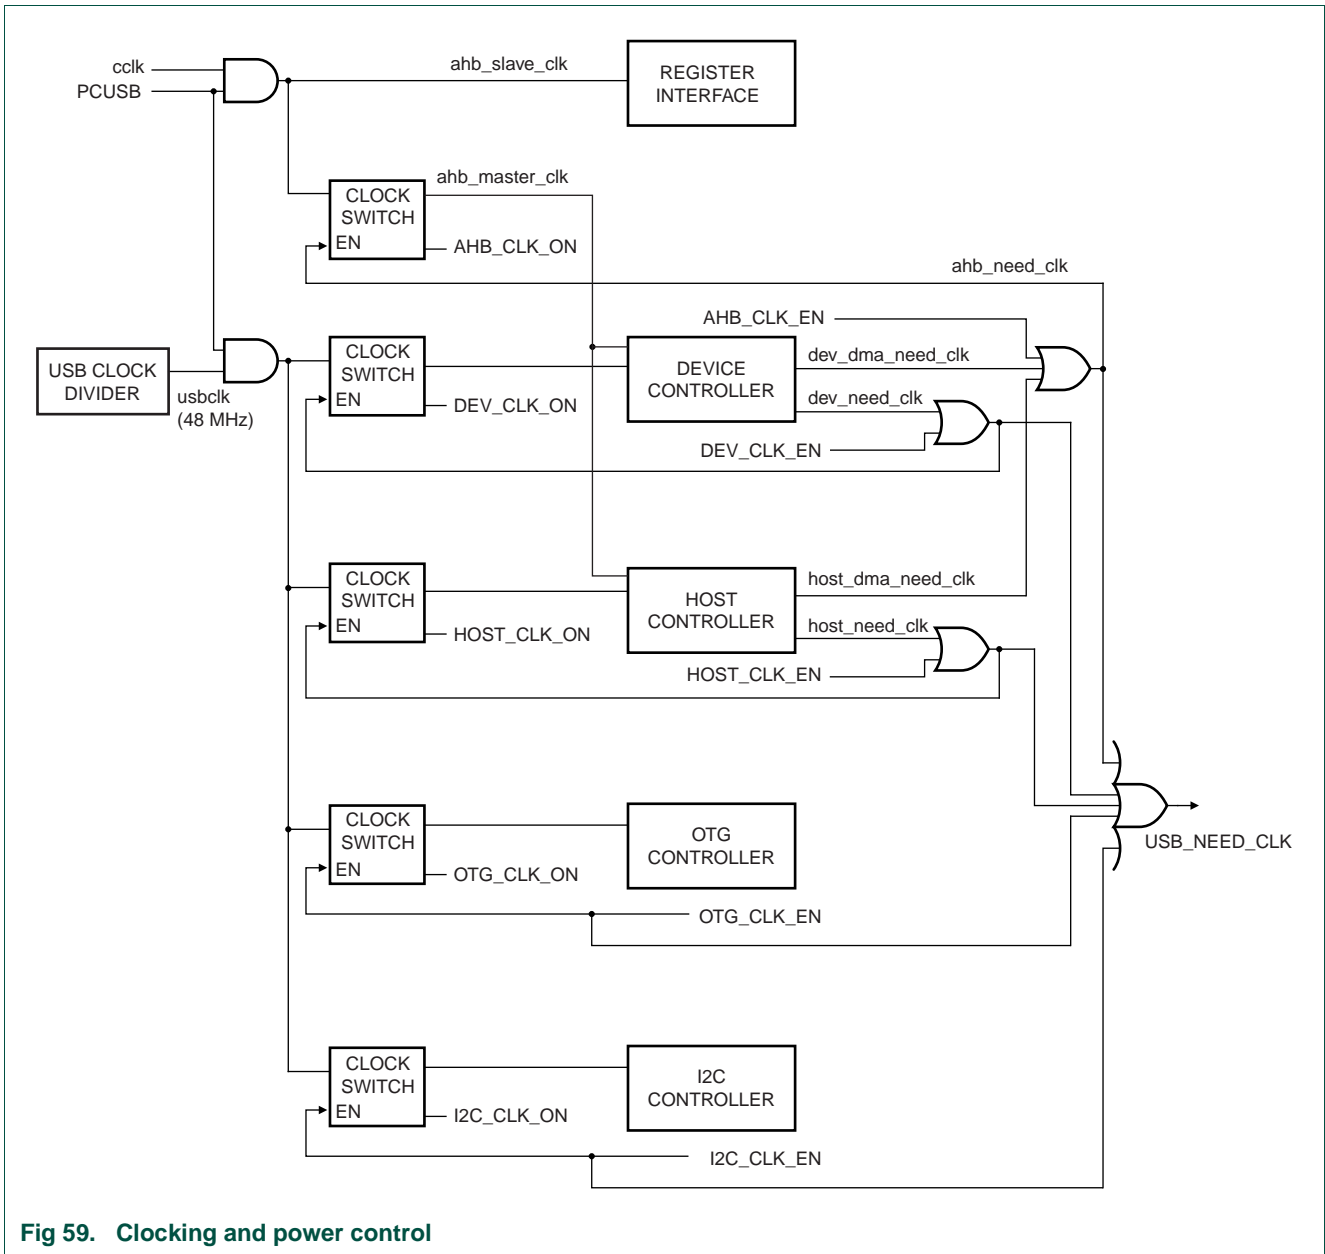 cclk
PCUSB
ahb_slave_clk
REGISTER
INTERFACE
CLOCK
SWITCH
EN
ahb_master_clk
AHB_CLK_ON
ahb_need_clk
AHB_CLK_EN
USB CLOCK
DIVIDER
usbclk
(48 MHz)
CLOCK
SWITCH
EN
DEV_CLK_ON
DEVICE
CONTROLLER
dev_dma_need_clk
dev_need_clk
DEV_CLK_EN
CLOCK
SWITCH
EN
HOST_CLK_ON
HOST
CONTROLLER
host_dma_need_clk
host_need_clk
HOST_CLK_EN
CLOCK
SWITCH
EN
OTG_CLK_ON
OTG
CONTROLLER
USB_NEED_CLK
OTG_CLK_EN
CLOCK
SWITCH
EN
I2C_CLK_ON
I2C
CONTROLLER
I2C_CLK_EN
Fig 59. Clocking and power control